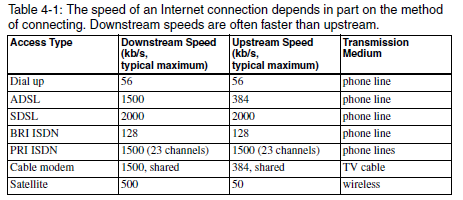 Table 4-1: The speed of an Internet connection depends in part on the method
of connecting. Downstream speeds are often faster than upstream.
Access Type Downstream Speed (kb/s, typical maximum) Upstream Speed (kb/s, typical maximum) Transmission Medium
Dial up 56 56 phone line
ADSL 1500 384 phone line
SDSL 2000 2000 phone line
BRI ISDN 128 128 phone line
PRI ISDN 1500 (23 channels) 1500 (23 channels) phone lines
Cable modem 1500, shared 384, shared TV cable
Satellite 500 50 wireless